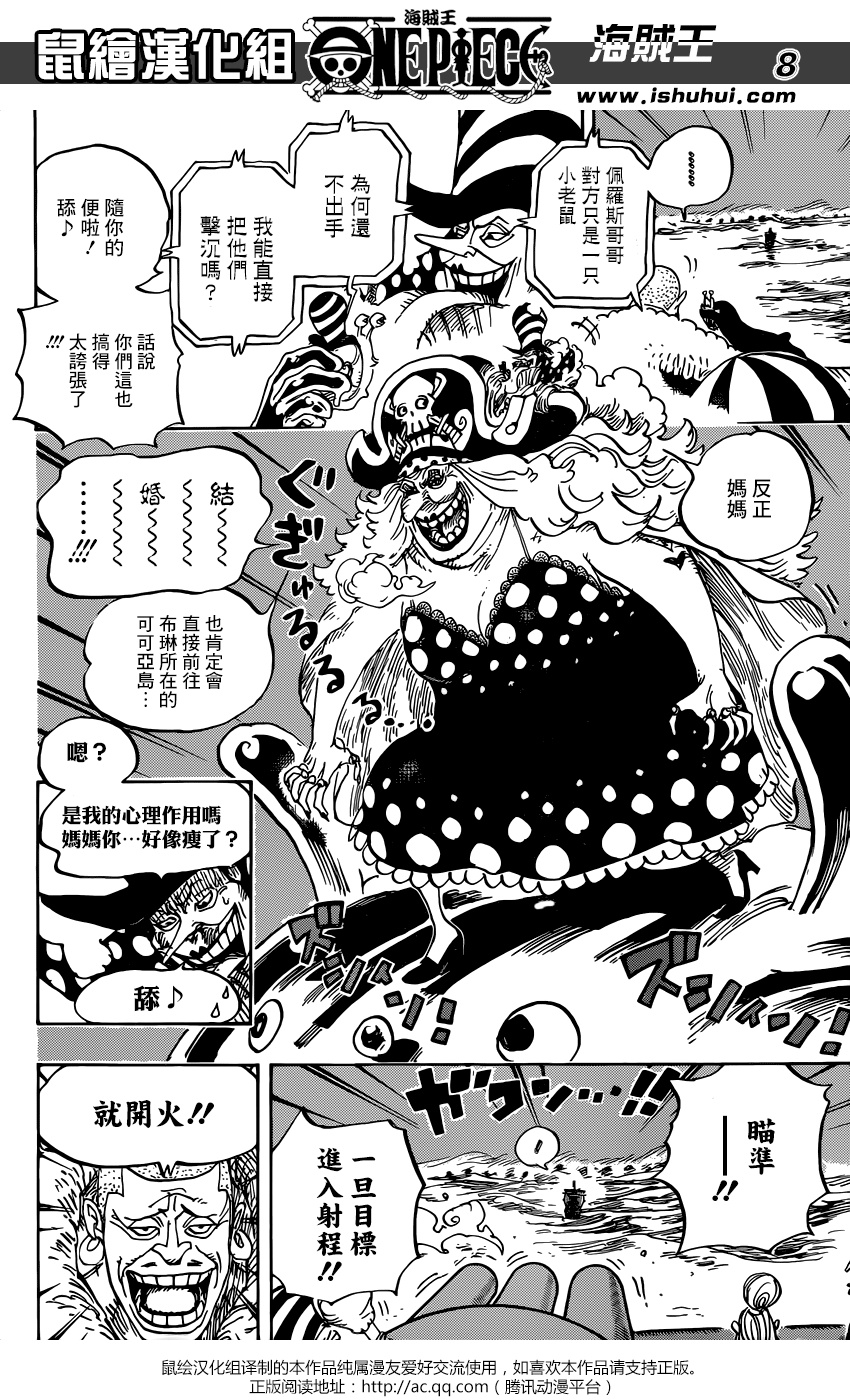 鼠繪漢化組
海賊王
ONE PIECE
海賊王
8
www.ishuhui.com
……
佩羅斯哥哥
對方只是一只
小老鼠
為何還
不出手
我能直接
把他們
擊沉嗎？
隨你的
便啦！
舔♪
話說
你們這也
搞得
太誇張了
!!!
反正
媽媽
結～～～
婚～～～
……!!!
ぐぎゅるるる…
也肯定會
直接前往
布琳所在的
可可亞島…
嗯？
是我的心理作用嗎
媽媽你…好像瘦了？
舔♪
ズシィン!!
ズシィン!!
瞄準
——!!
ガクン…!!
一旦目標
進入射程!!
就開火!!
鼠绘汉化组译制的本作品纯属漫友爱好交流使用，如喜欢本作品请支持正版。
正版阅读地址：http://ac.qq.com（腾讯动漫平台）